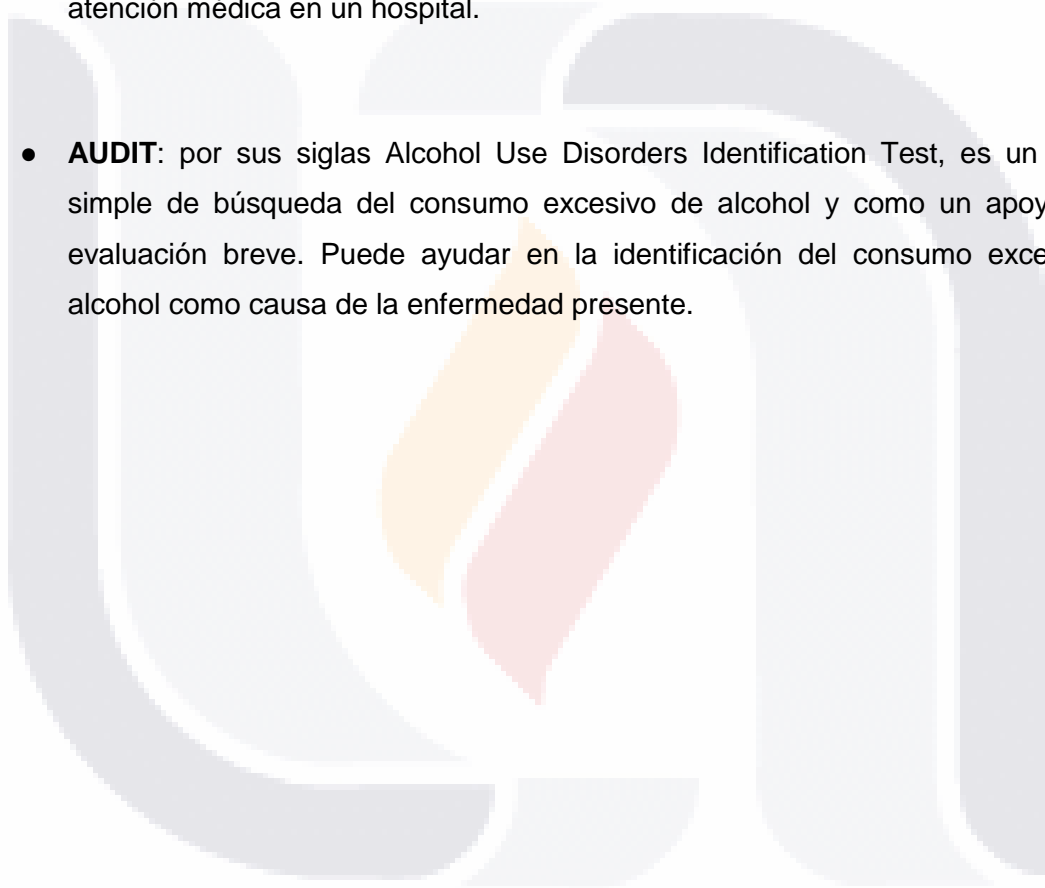 atención médica en un hospital.
● AUDIT: por sus siglas Alcohol Use Disorders Identification Test, es un
simple de búsqueda del consumo excesivo de alcohol y como un
evaluación breve. Puede ayudar en la identificación del consumo
alcohol como causa de la enfermedad presente.